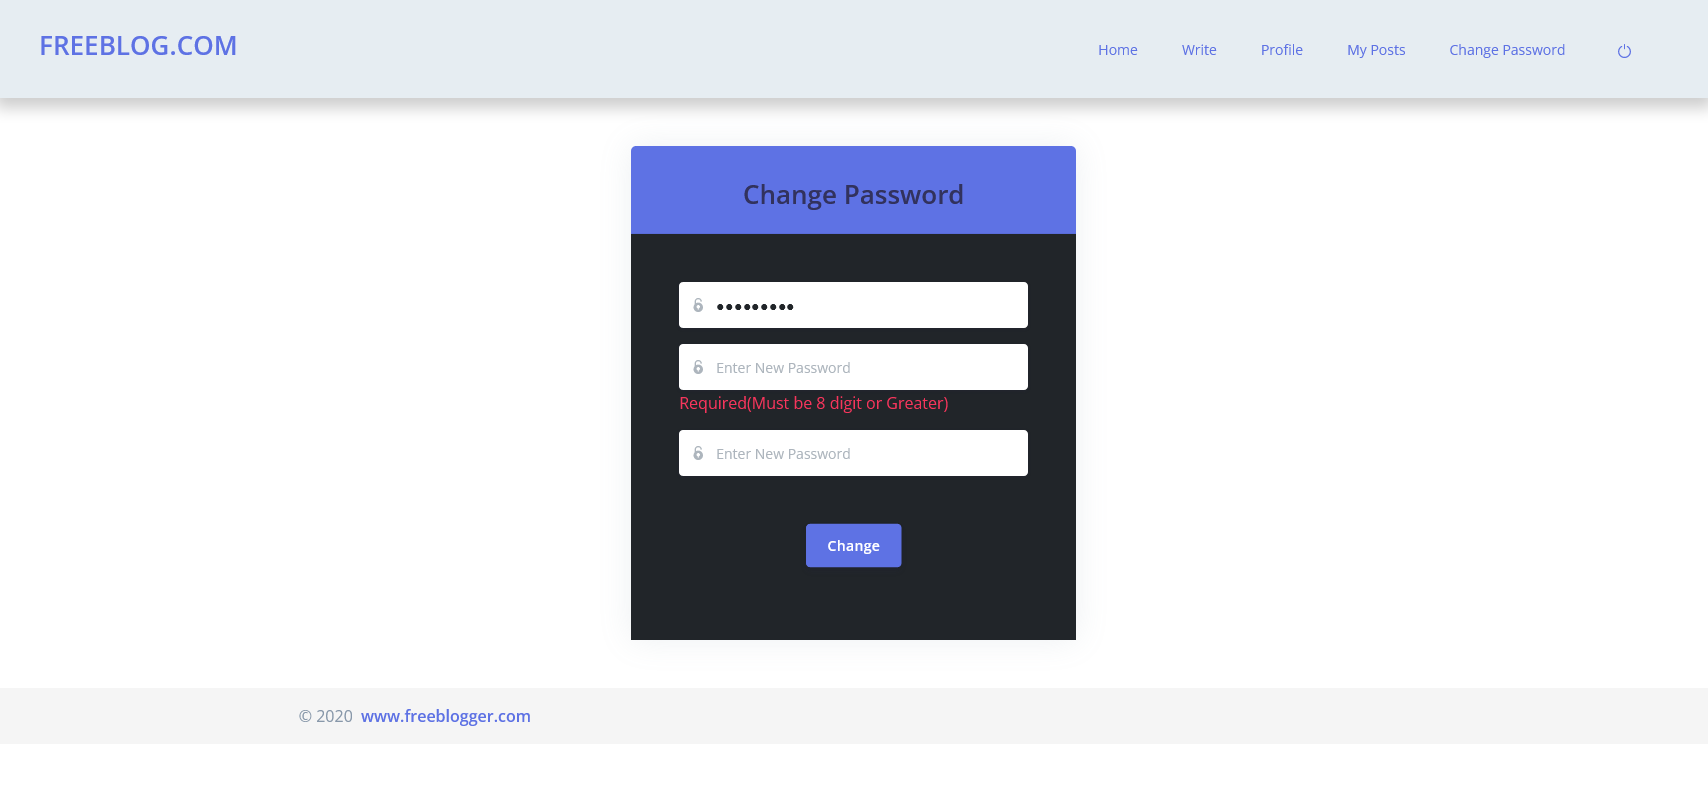 FREEBLOG.COM
Home Write Profile My Posts Change Password
Change Password
•••••••••
Enter New Password
Required(Must be 8 digit or Greater)
Enter New Password
Change
© 2020 www.freeblogger.com